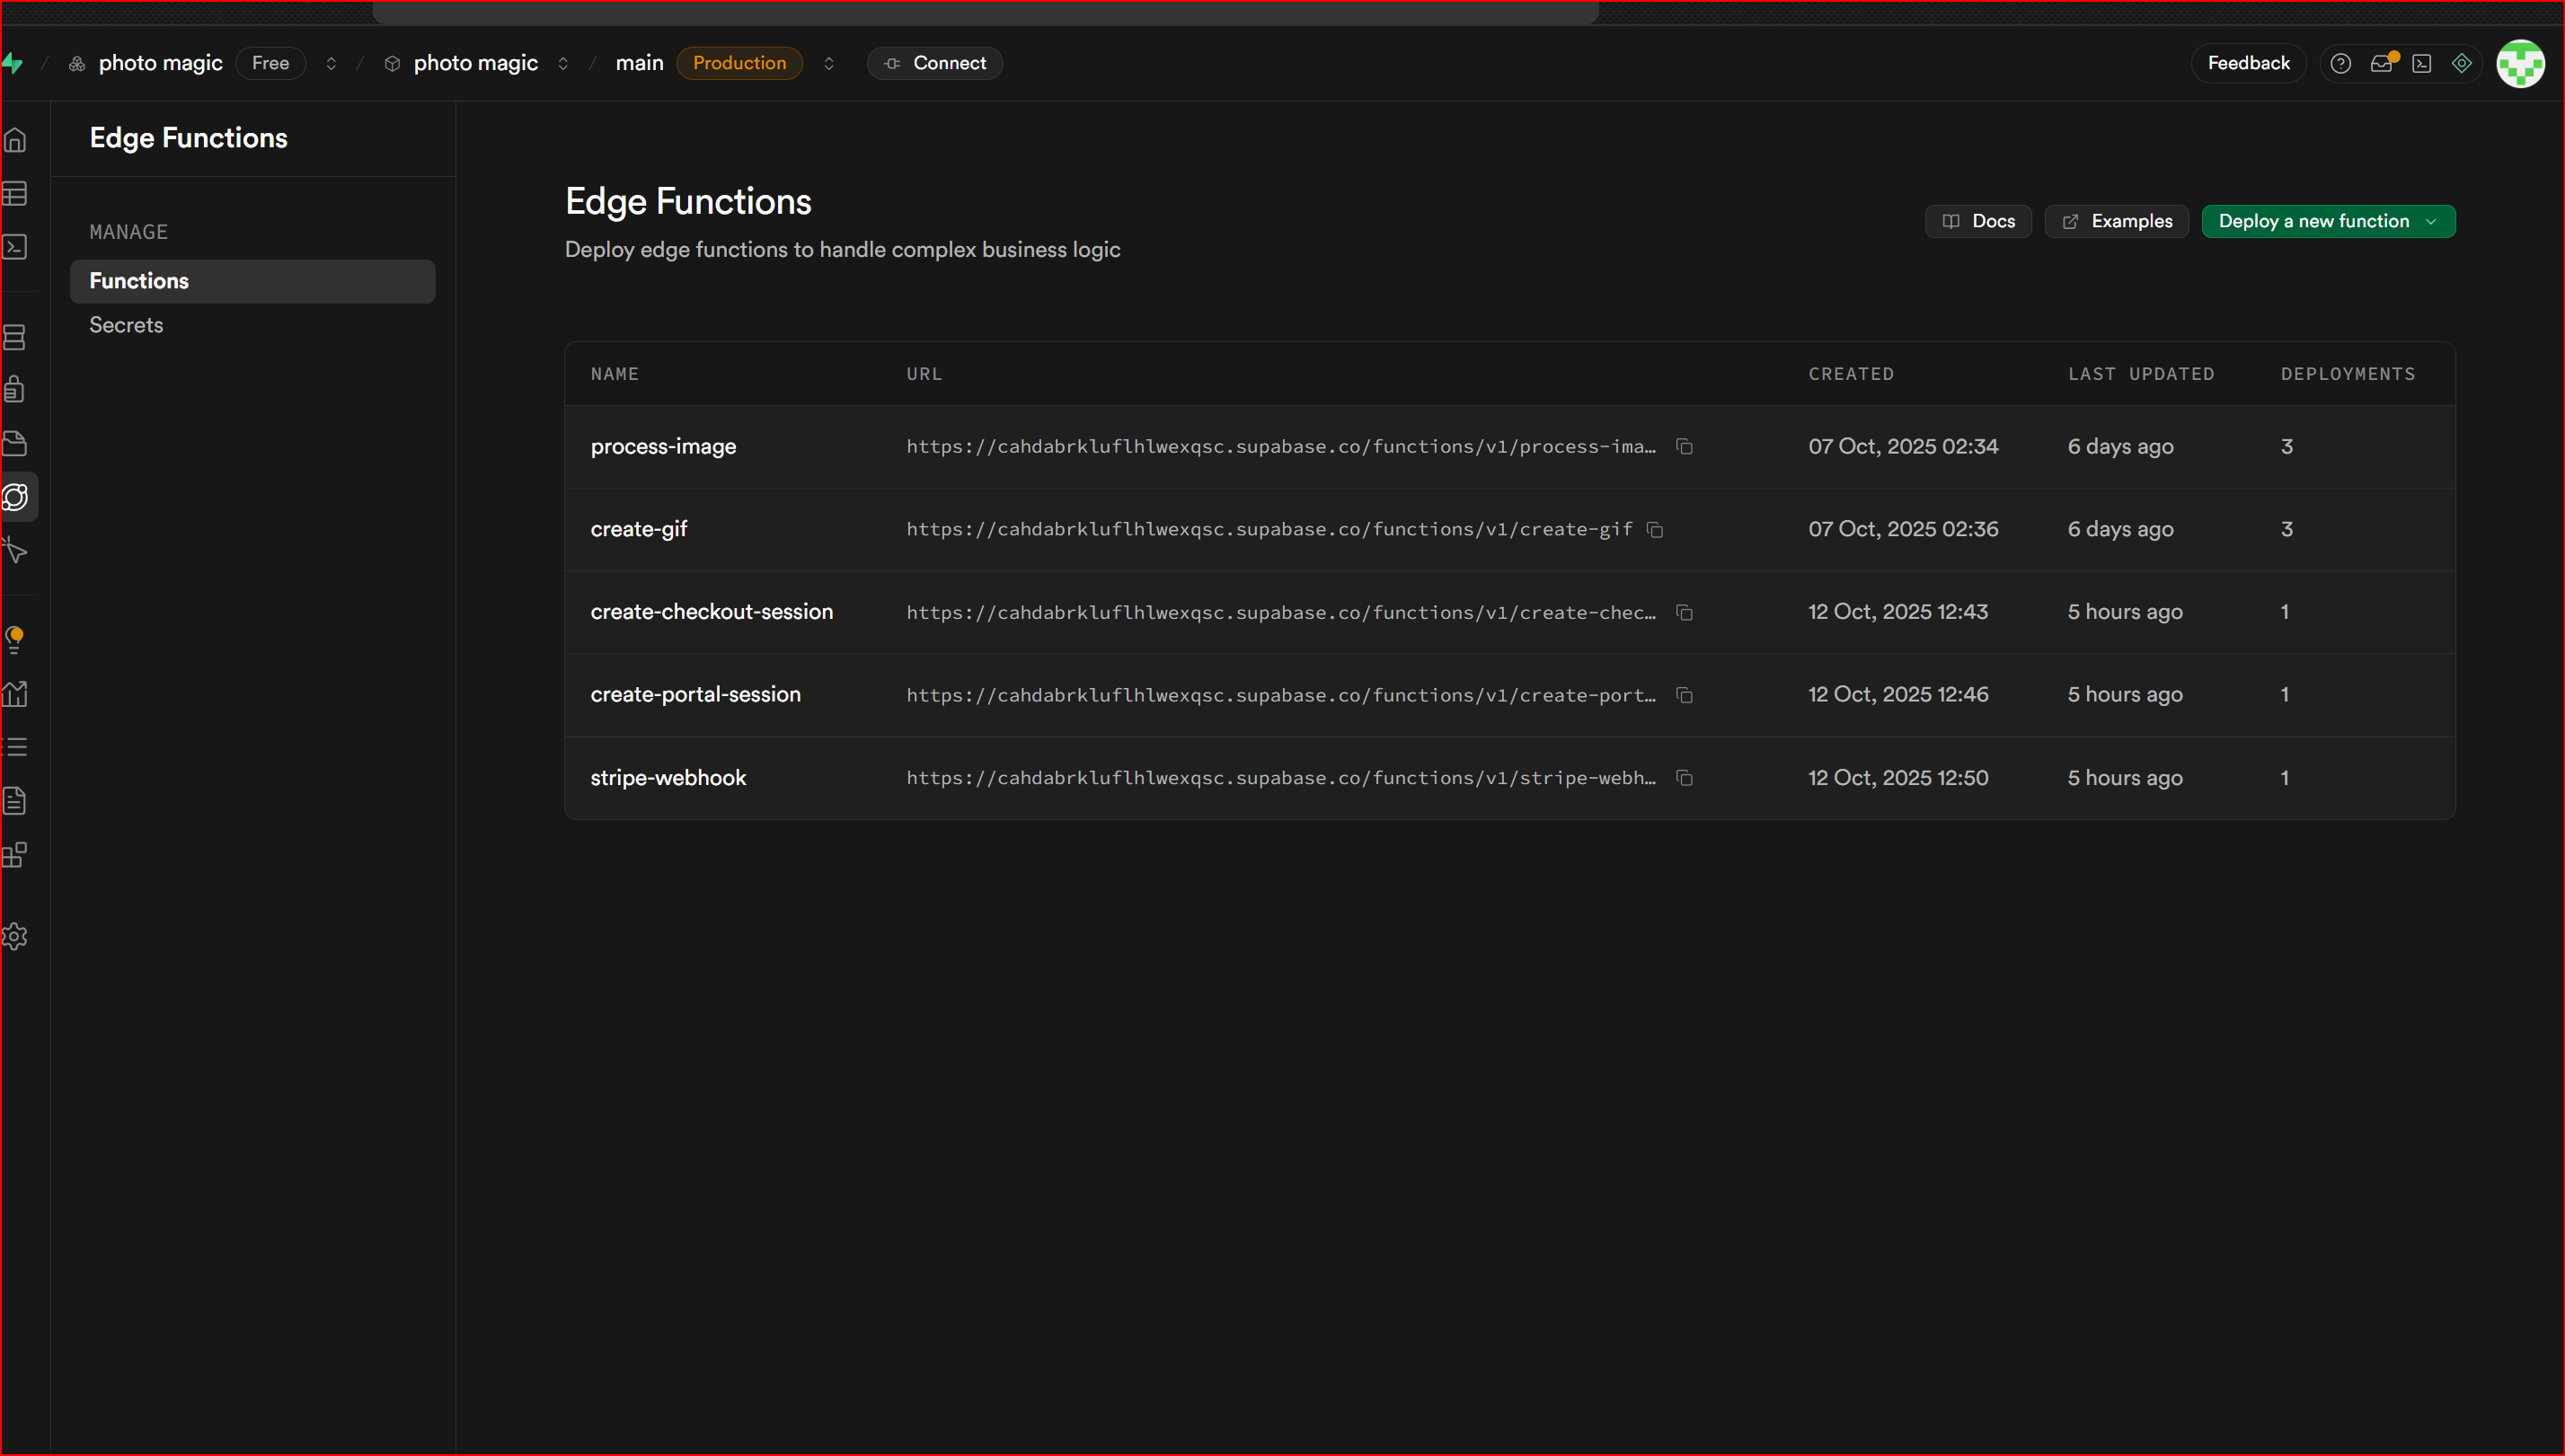 photo magic Free photo magic main Production Connect Feedback
Edge Functions
MANAGE
Functions
Secrets
Edge Functions
Deploy edge functions to handle complex business logic
Docs Examples Deploy a new function
NAME URL CREATED LAST UPDATED DEPLOYMENTS
process-image https://cahdabrkluflhlwexqsc.supabase.co/functions/v1/process-ima… 07 Oct, 2025 02:34 6 days ago 3
create-gif https://cahdabrkluflhlwexqsc.supabase.co/functions/v1/create-gif 07 Oct, 2025 02:36 6 days ago 3
create-checkout-session https://cahdabrkluflhlwexqsc.supabase.co/functions/v1/create-chec… 12 Oct, 2025 12:43 5 hours ago 1
create-portal-session https://cahdabrkluflhlwexqsc.supabase.co/functions/v1/create-port… 12 Oct, 2025 12:46 5 hours ago 1
stripe-webhook https://cahdabrkluflhlwexqsc.supabase.co/functions/v1/stripe-webh… 12 Oct, 2025 12:50 5 hours ago 1